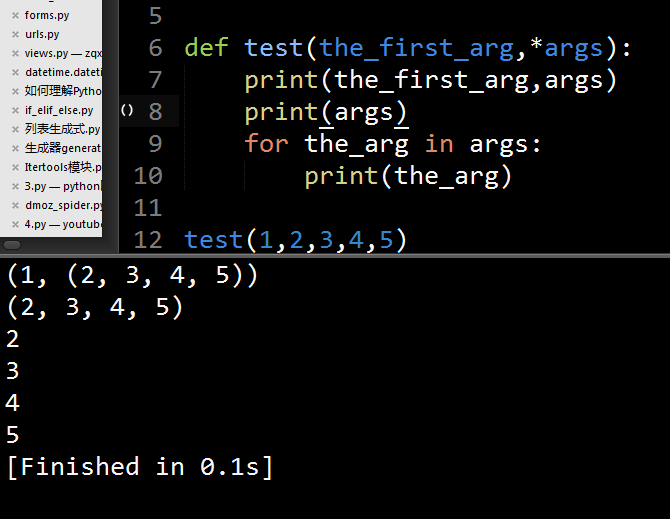 forms.py
urls.py
views.py — zqx
datetime.dateti
如何理解Pytho
if_elif_else.py
列表生成式.py
生成器generat
Itertools模块.p
3.py — python
dmoz_spider.py
4.py — youtube
5
6 def test(the_first_arg,*args):
7 print(the_first_arg,args)
() 8 print(args)
9 for the_arg in args:
10 print(the_arg)
11
12 test(1,2,3,4,5)
(1, (2, 3, 4, 5))
(2, 3, 4, 5)
2
3
4
5
[Finished in 0.1s]